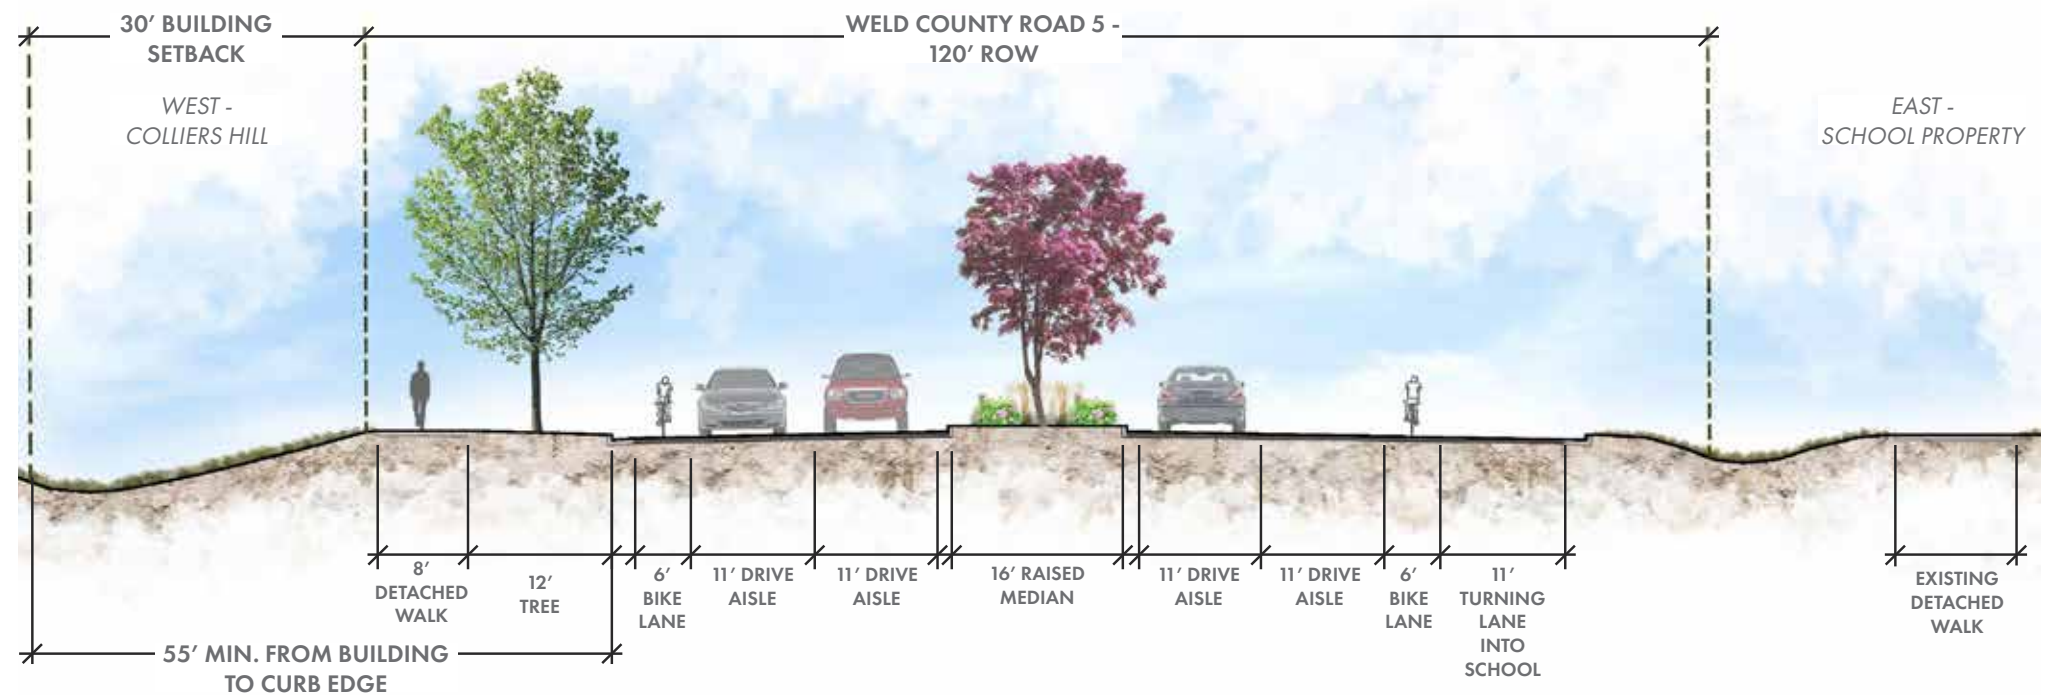 30′ BUILDING
SETBACK
WELD COUNTY ROAD 5 -
120′ ROW
WEST -
COLLIERS HILL
EAST -
SCHOOL PROPERTY
8′
DETACHED
WALK
12′
TREE
6′
BIKE
LANE
11′ DRIVE
AISLE
11′ DRIVE
AISLE
16′ RAISED
MEDIAN
11′ DRIVE
AISLE
11′ DRIVE
AISLE
6′
BIKE
LANE
11′
TURNING
LANE
INTO
SCHOOL
EXISTING
DETACHED
WALK
55′ MIN. FROM BUILDING
TO CURB EDGE